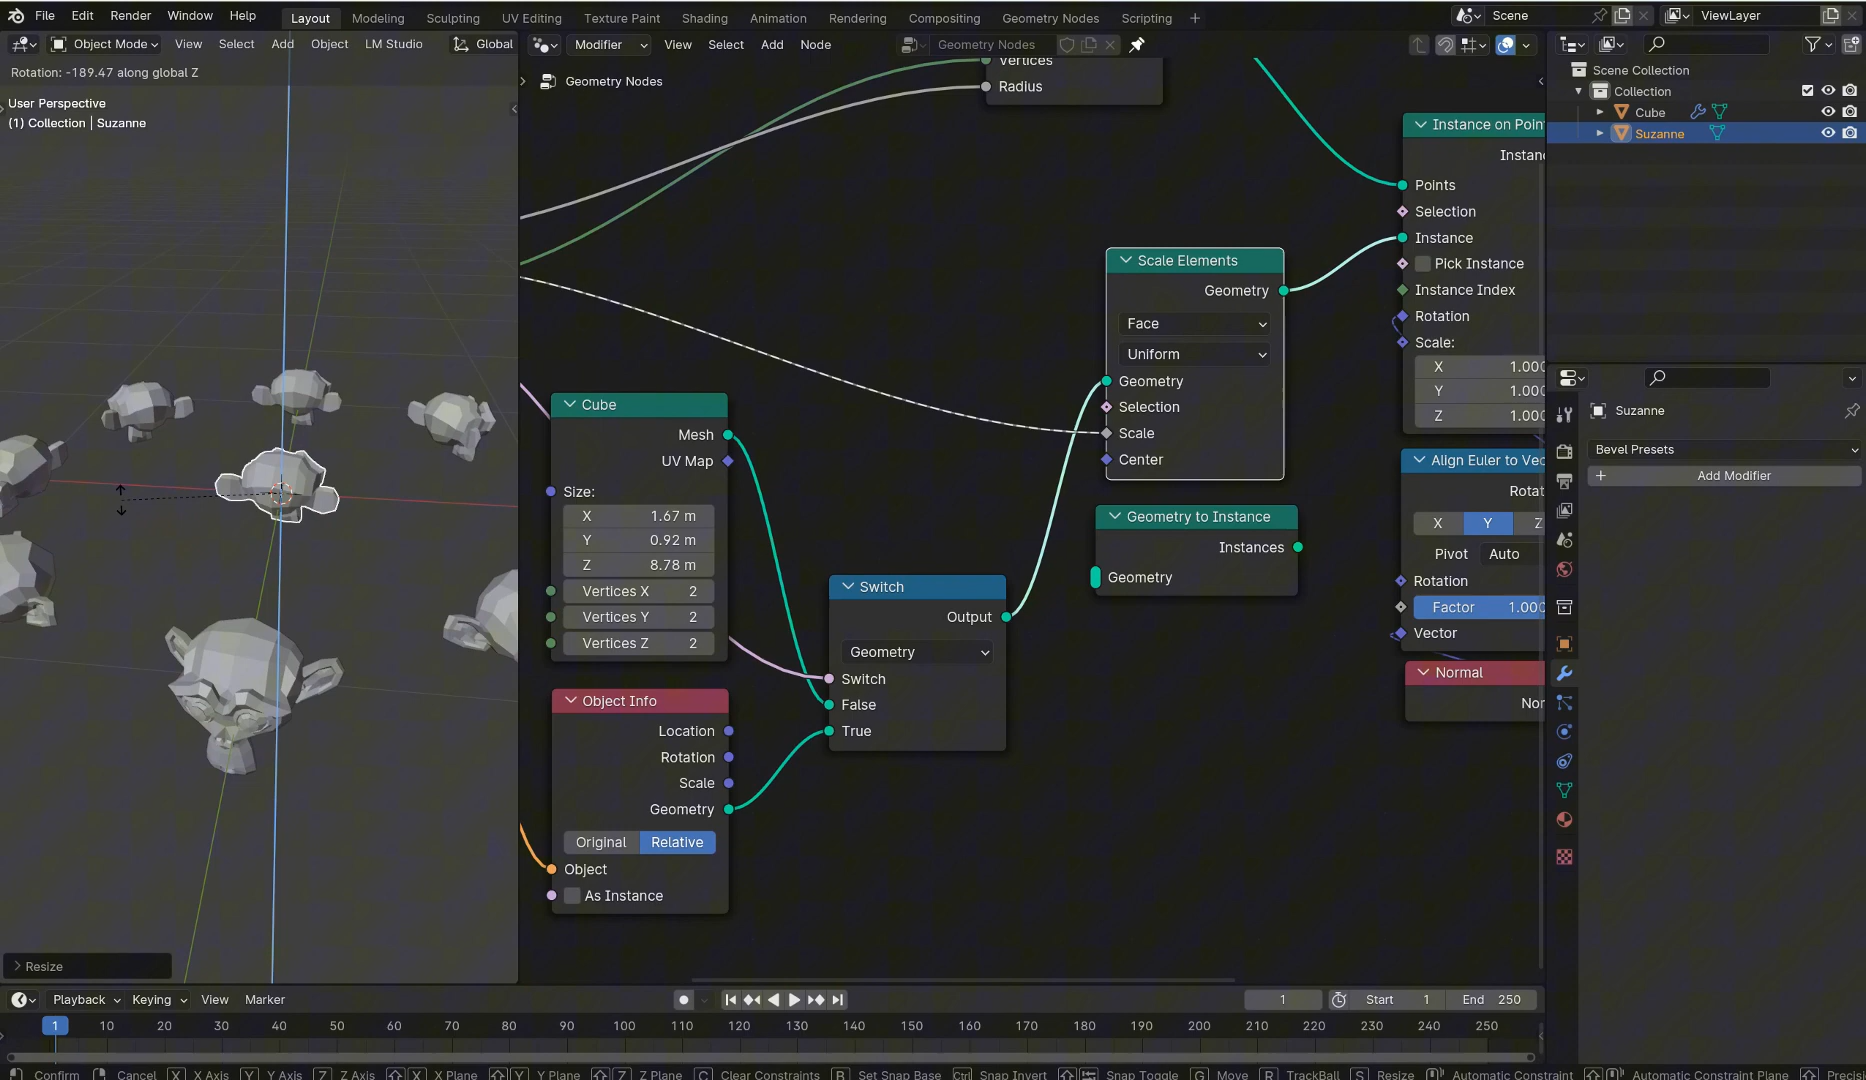 File Edit Render Window Help Layout Modeling Sculpting UV Editing Texture Paint Shading Animation Rendering Compositing Geometry Nodes Scripting + Scene ViewLayer
Object Mode View Select Add Object LM Studio Global
Modifier View Select Add Node Geometry Nodes
Rotation: -189.47 along global Z
User Perspective
(1) Collection | Suzanne
> Resize
Geometry Nodes
Vertices
Radius
Scale Elements
Geometry
Face
Uniform
Geometry
Selection
Scale
Center
Geometry to Instance
Instances
Geometry
Cube
Mesh
UV Map
Size:
X 1.67 m
Y 0.92 m
Z 8.78 m
Vertices X 2
Vertices Y 2
Vertices Z 2
Switch
Output
Geometry
Switch
False
True
Object Info
Location
Rotation
Scale
Geometry
Original Relative
Object
As Instance
Instance on Poin
Instanc
Points
Selection
Instance
Pick Instance
Instance Index
Rotation
Scale:
X 1.000
Y 1.000
Z 1.000
Align Euler to Vec
Rotat
X Y Z
Pivot Auto
Rotation
Factor 1.000
Vector
Normal
Nor
Scene Collection
Collection
Cube
Suzanne
Suzanne
Bevel Presets
+ Add Modifier
Playback Keying View Marker 1 Start 1 End 250
1 10 20 30 40 50 60 70 80 90 100 110 120 130 140 150 160 170 180 190 200 210 220 230 240 250
Confirm Cancel X X Axis Y Y Axis Z Z Axis X X Plane Y Y Plane Z Z Plane C Clear Constraints B Set Snap Base Ctrl Snap Invert Snap Toggle G Move R TrackBall S Resize Automatic Constraint Automatic Constraint Plane Precis